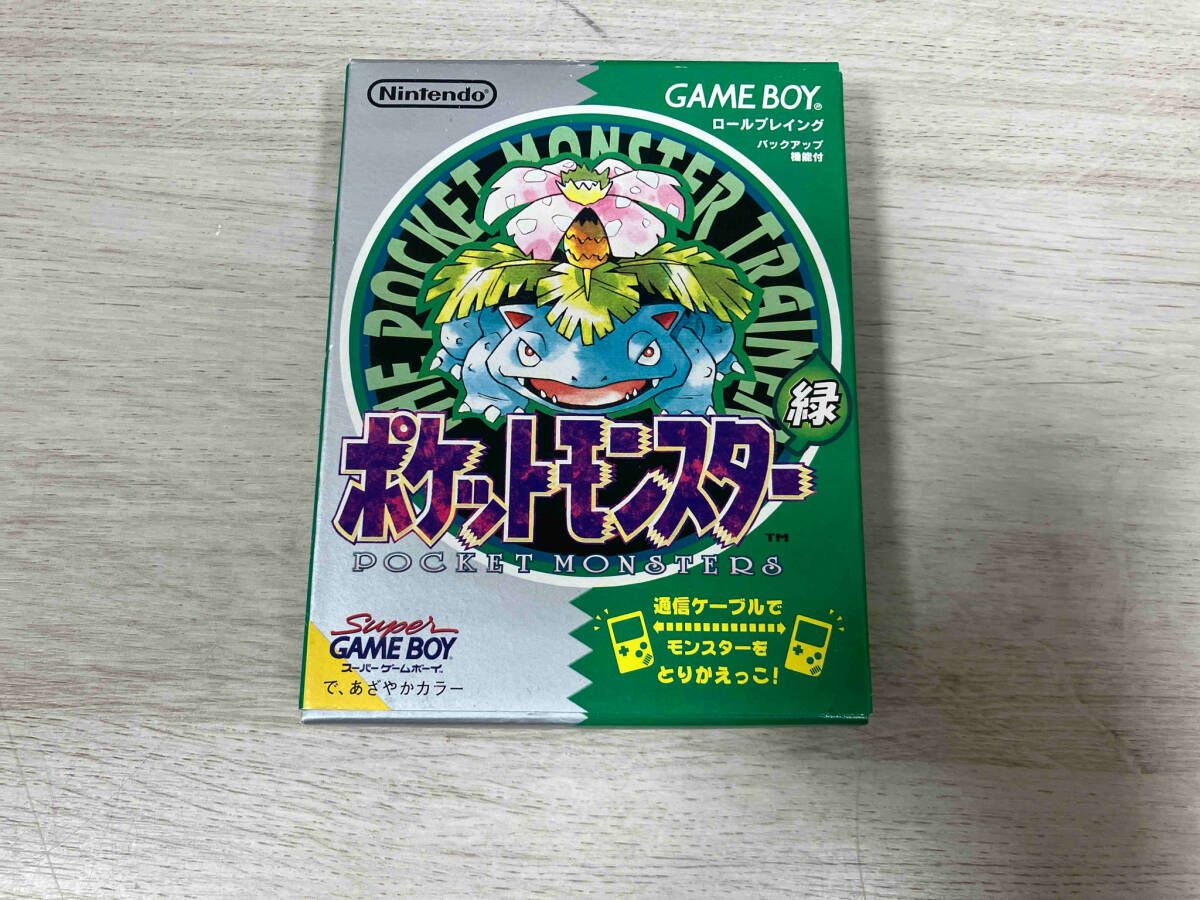 Nintendo®
GAME BOY®
ロールプレイング
バックアップ
機能付
THE POCKET MONSTER TRAINER
緑
ポケットモンスター
TM
POCKET MONSTERS
通信ケーブルで
モンスターを
とりかえっこ!
Super
GAME BOY
スーパーゲームボーイ
で、あざやかカラー